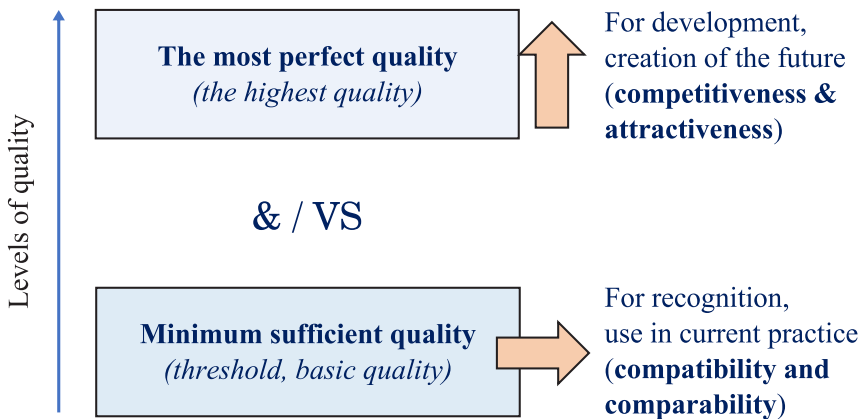 Levels of quality
The most perfect quality
(the highest quality)
For development,
creation of the future
(competitiveness &
attractiveness)
& / VS
Minimum sufficient quality
(threshold, basic quality)
For recognition,
use in current practice
(compatibility and
comparability)